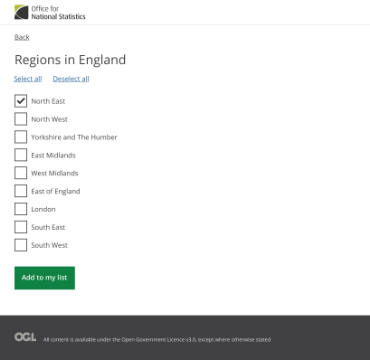 Office for
National Statistics
Back
Regions in England
Select all Deselect all
North East
North West
Yorkshire and The Humber
East Midlands
West Midlands
East of England
London
South East
South West
Add to my list
OGL All content is available under the Open Government Licence v3.0, except where otherwise stated